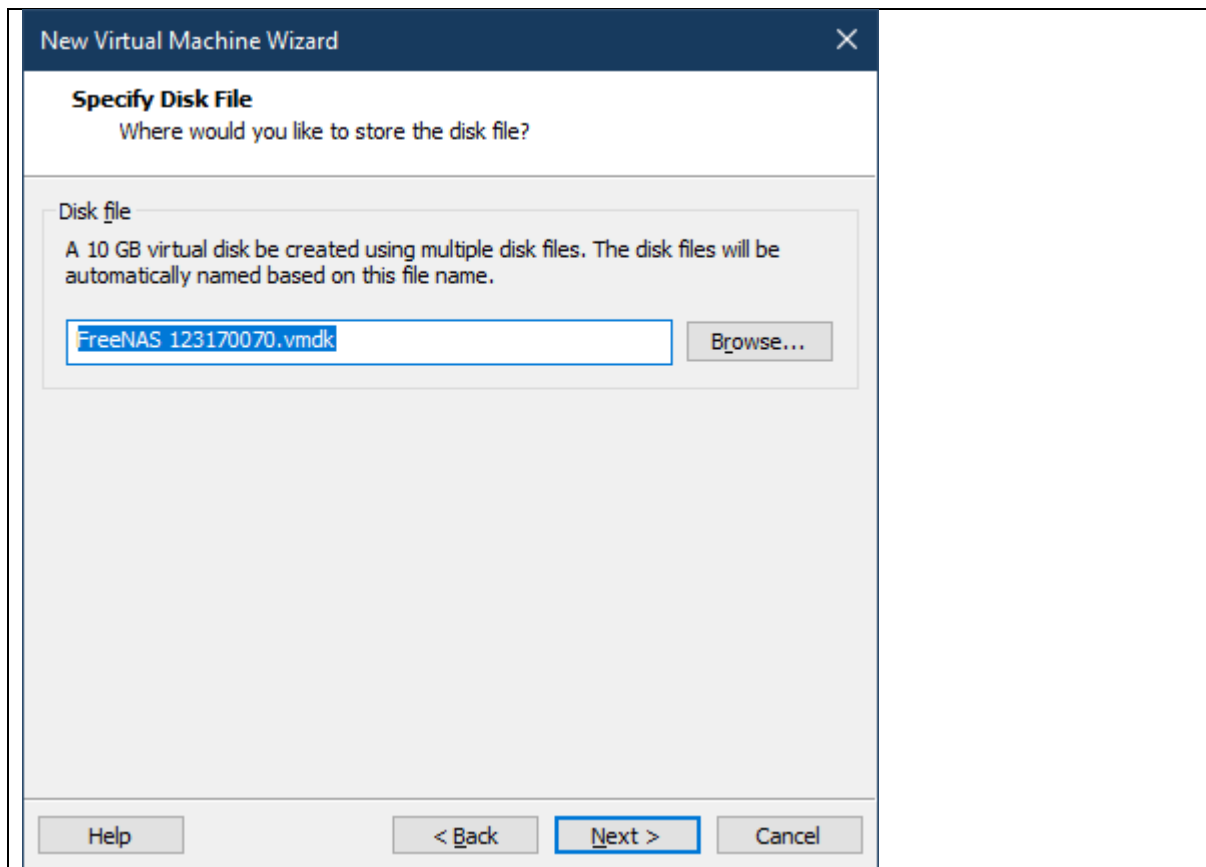 New Virtual Machine Wizard
Specify Disk File
Where would you like to store the disk file?
Disk file
A 10 GB virtual disk be created using multiple disk files. The disk files will be
automatically named based on this file name.
FreeNAS 123170070.vmdk
Browse...
Help
< Back
Next >
Cancel